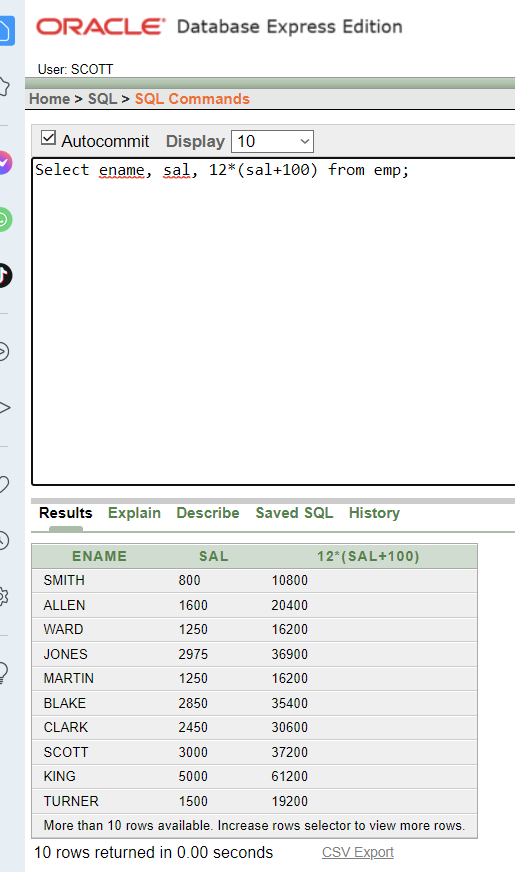 ORACLE® Database Express Edition
User: SCOTT
Home > SQL > SQL Commands
Autocommit Display 10
Select ename, sal, 12*(sal+100) from emp;
Results Explain Describe Saved SQL History
ENAME SAL 12*(SAL+100)
SMITH 800 10800
ALLEN 1600 20400
WARD 1250 16200
JONES 2975 36900
MARTIN 1250 16200
BLAKE 2850 35400
CLARK 2450 30600
SCOTT 3000 37200
KING 5000 61200
TURNER 1500 19200
More than 10 rows available. Increase rows selector to view more rows.
10 rows returned in 0.00 seconds CSV Export